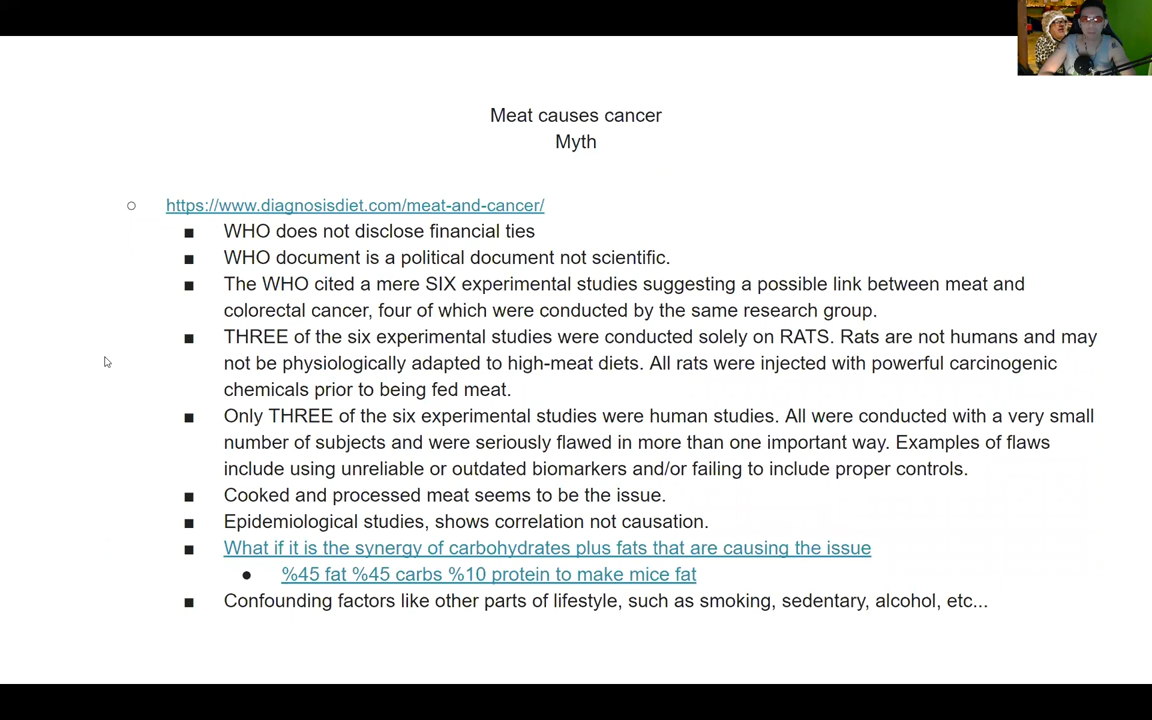 Meat causes cancer
Myth
https://www.diagnosisdiet.com/meat-and-cancer/
WHO does not disclose financial ties
WHO document is a political document not scientific.
The WHO cited a mere SIX experimental studies suggesting a possible link between meat and
colorectal cancer, four of which were conducted by the same research group.
THREE of the six experimental studies were conducted solely on RATS. Rats are not humans and may
not be physiologically adapted to high-meat diets. All rats were injected with powerful carcinogenic
chemicals prior to being fed meat.
Only THREE of the six experimental studies were human studies. All were conducted with a very small
number of subjects and were seriously flawed in more than one important way. Examples of flaws
include using unreliable or outdated biomarkers and/or failing to include proper controls.
Cooked and processed meat seems to be the issue.
Epidemiological studies, shows correlation not causation.
What if it is the synergy of carbohydrates plus fats that are causing the issue
%45 fat %45 carbs %10 protein to make mice fat
Confounding factors like other parts of lifestyle, such as smoking, sedentary, alcohol, etc...